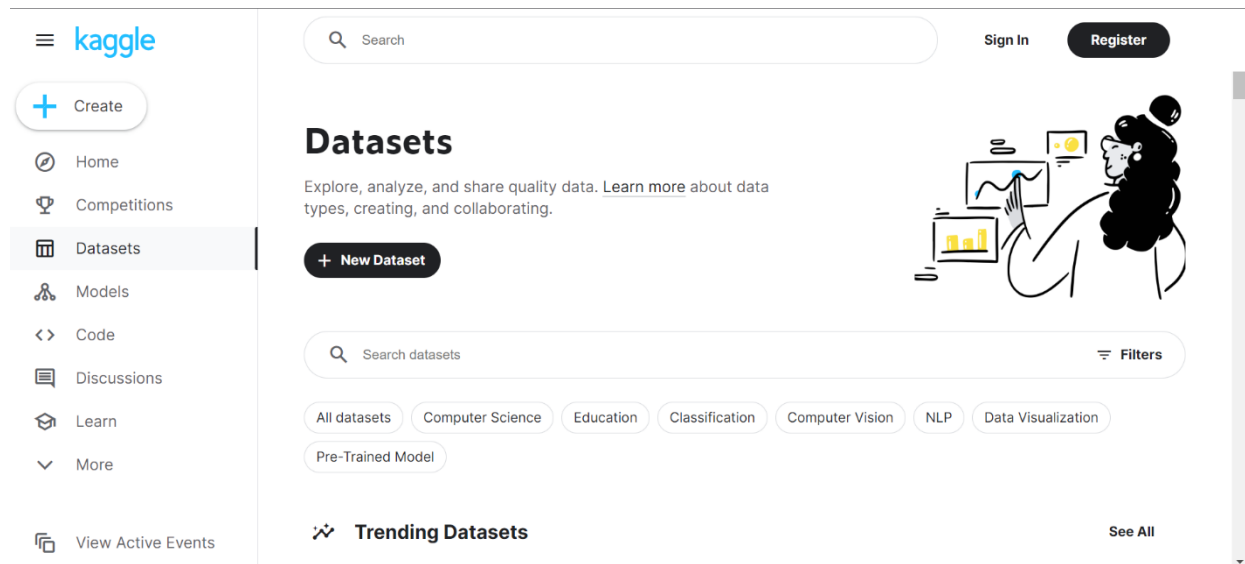 kaggle
Search
Sign In
Register
Create
Home
Competitions
Datasets
Models
Code
Discussions
Learn
More
View Active Events
Datasets
Explore, analyze, and share quality data. Learn more about data
types, creating, and collaborating.
+ New Dataset
Search datasets
Filters
All datasets Computer Science Education Classification Computer Vision NLP Data Visualization
Pre-Trained Model
Trending Datasets
See All